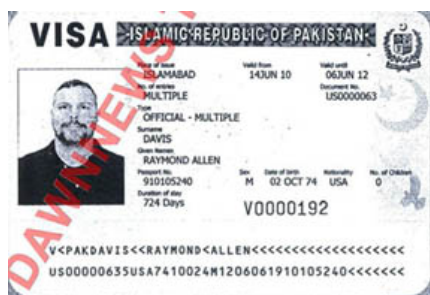 VISA ISLAMIC REPUBLIC OF PAKISTAN
Place of Issue Valid from Valid until
ISLAMABAD 14JUN 10 06JUN 12
No. of entries Document No.
MULTIPLE US0000063
Type
OFFICIAL - MULTIPLE
Surname
DAVIS
Given Names
RAYMOND ALLEN
Passport No. Sex Date of birth Nationality No. of Children
910105240 M 02 OCT 74 USA 0
Duration of stay
724 Days V0000192
V<PAKDAVIS<<RAYMOND<ALLEN<<<<<<<<<<<<<<<<<<<
US00000635USA7410024M1206061910105240<<<<<<<
DAWN NEWS